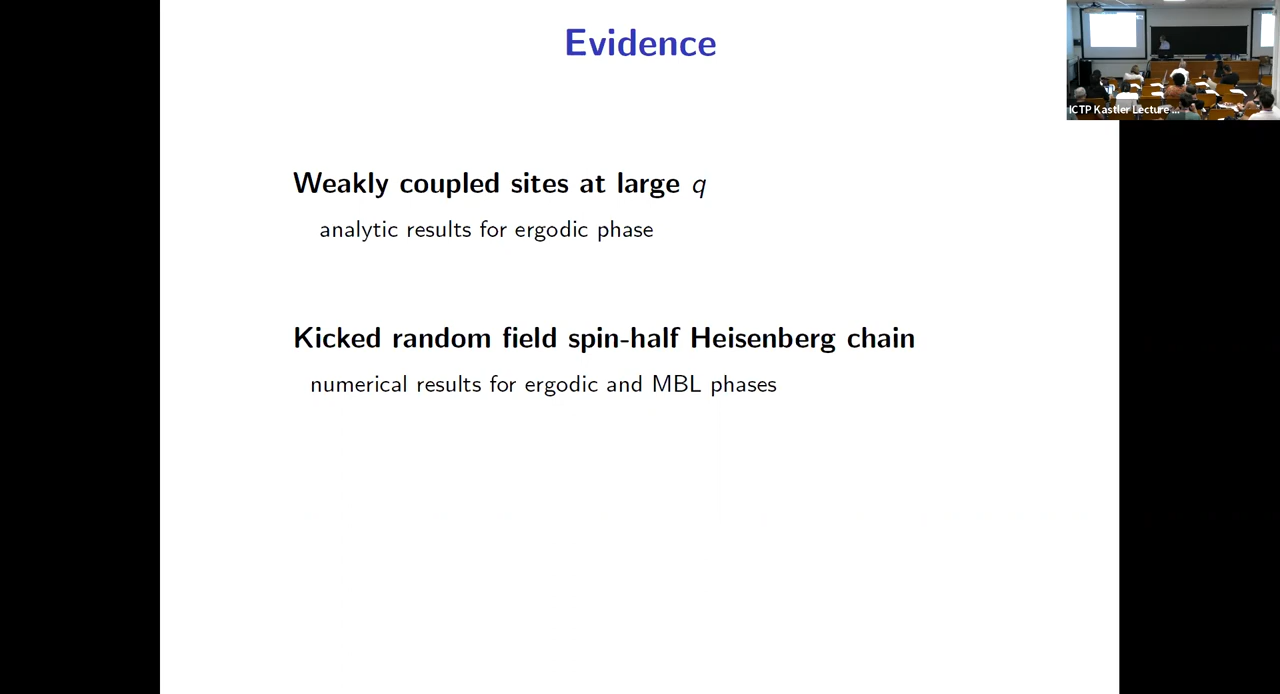 Evidence
ICTP Kastler Lecture ...
Weakly coupled sites at large q
analytic results for ergodic phase
Kicked random field spin-half Heisenberg chain
numerical results for ergodic and MBL phases